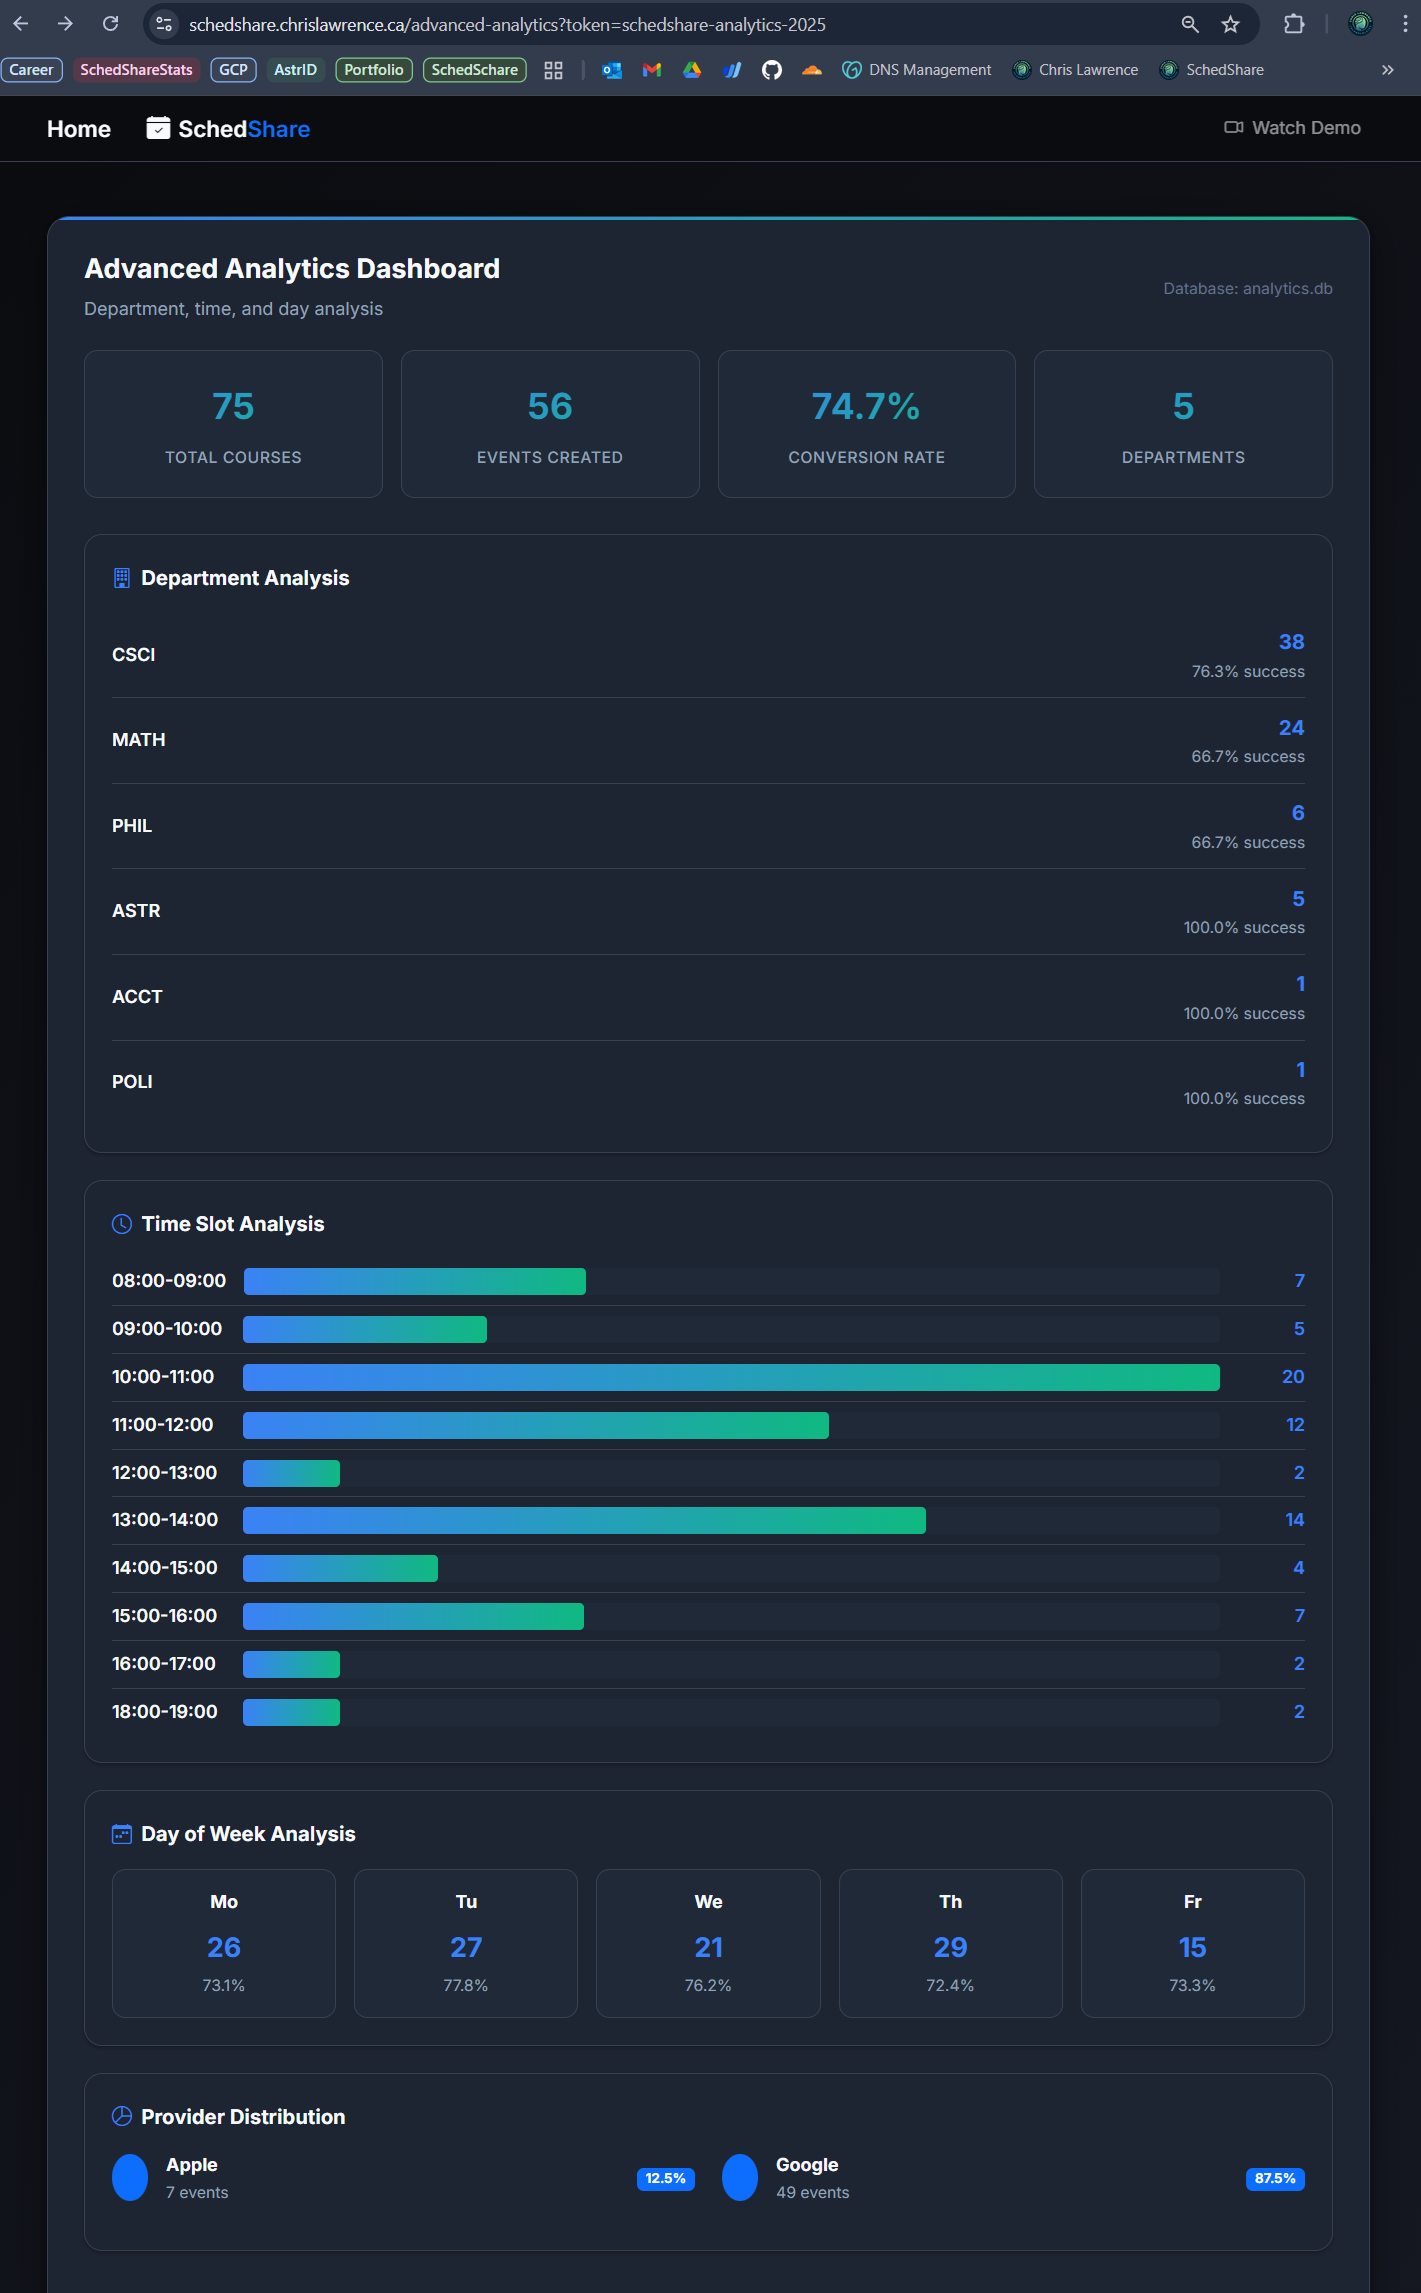 schedshare.chrislawrence.ca/advanced-analytics?token=schedshare-analytics-2025
Career SchedShareStats GCP AstrID Portfolio SchedSchare DNS Management Chris Lawrence SchedShare »
Home SchedShare Watch Demo
Advanced Analytics Dashboard
Department, time, and day analysis
Database: analytics.db
75 56 74.7% 5
TOTAL COURSES EVENTS CREATED CONVERSION RATE DEPARTMENTS
Department Analysis
CSCI 38
76.3% success
MATH 24
66.7% success
PHIL 6
66.7% success
ASTR 5
100.0% success
ACCT 1
100.0% success
POLI 1
100.0% success
Time Slot Analysis
08:00-09:00 7
09:00-10:00 5
10:00-11:00 20
11:00-12:00 12
12:00-13:00 2
13:00-14:00 14
14:00-15:00 4
15:00-16:00 7
16:00-17:00 2
18:00-19:00 2
Day of Week Analysis
Mo Tu We Th Fr
26 27 21 29 15
73.1% 77.8% 76.2% 72.4% 73.3%
Provider Distribution
Apple 12.5% Google 87.5%
7 events 49 events